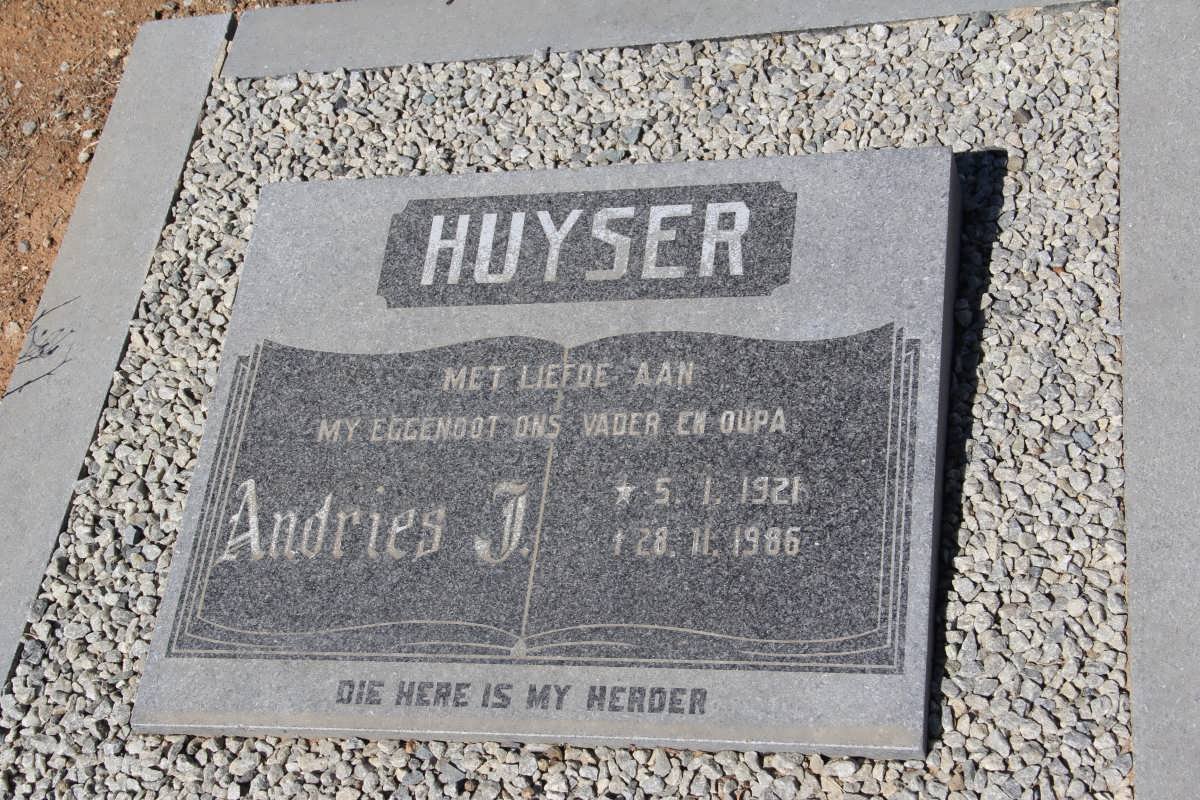 HUYSER
MET LIEFDE AAN
MY EGGENOOT ONS VADER EN OUPA
Andries J.
★ 5. 1. 1921
† 28. 11. 1986
DIE HERE IS MY HERDER